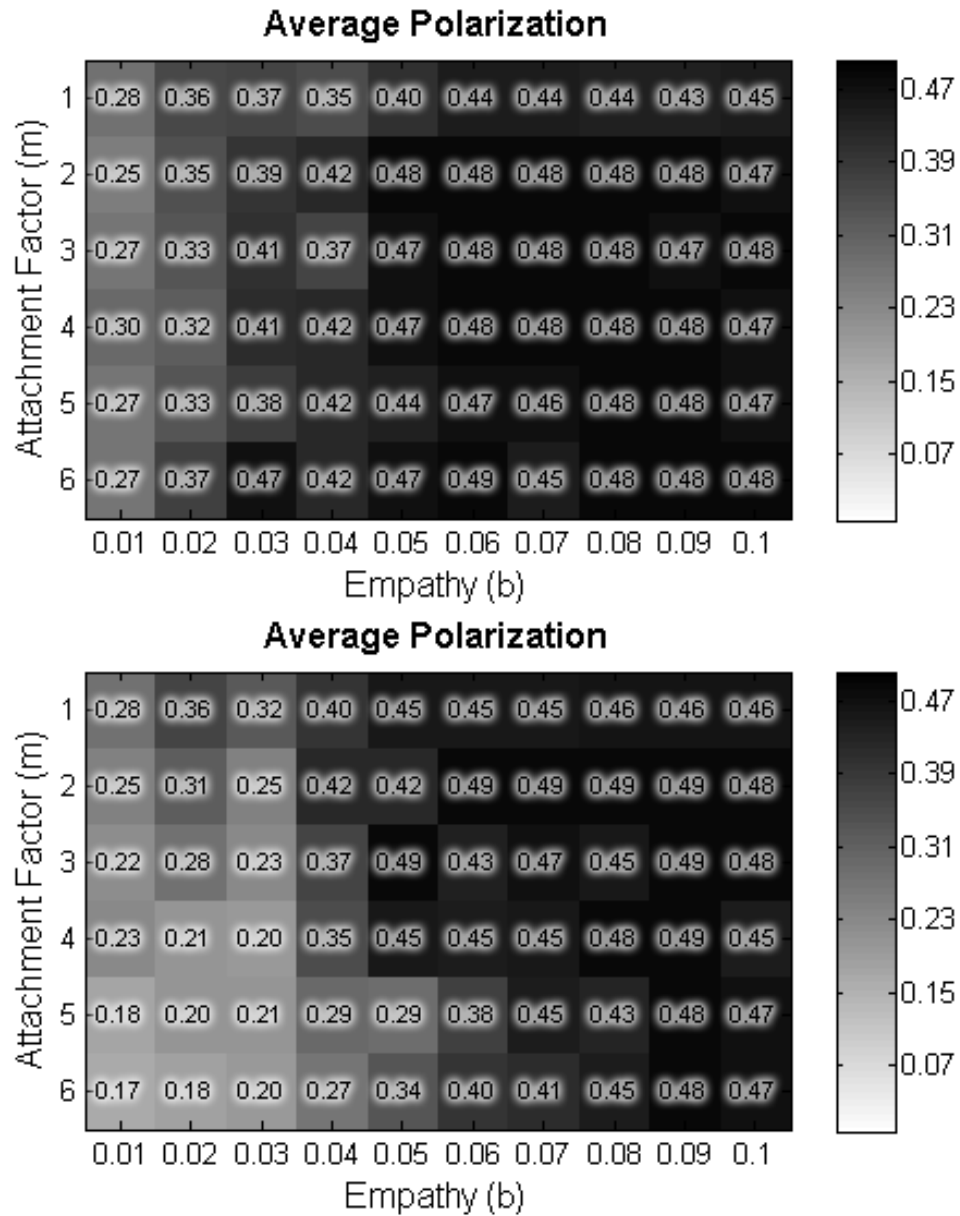 Average Polarization
Attachment Factor (m)
1 0.28 0.36 0.37 0.35 0.40 0.44 0.44 0.44 0.43 0.45
2 0.25 0.35 0.39 0.42 0.48 0.48 0.48 0.48 0.48 0.47
3 0.27 0.33 0.41 0.37 0.47 0.48 0.48 0.48 0.47 0.48
4 0.30 0.32 0.41 0.42 0.47 0.48 0.48 0.48 0.48 0.47
5 0.27 0.33 0.38 0.42 0.44 0.47 0.46 0.48 0.48 0.47
6 0.27 0.37 0.47 0.42 0.47 0.49 0.45 0.48 0.48 0.48
0.01 0.02 0.03 0.04 0.05 0.06 0.07 0.08 0.09 0.1
Empathy (b)
0.47
0.39
0.31
0.23
0.15
0.07
Average Polarization
Attachment Factor (m)
1 0.28 0.36 0.32 0.40 0.45 0.45 0.45 0.46 0.46 0.46
2 0.25 0.31 0.25 0.42 0.42 0.49 0.49 0.49 0.49 0.48
3 0.22 0.28 0.23 0.37 0.49 0.43 0.47 0.45 0.49 0.48
4 0.23 0.21 0.20 0.35 0.45 0.45 0.45 0.48 0.49 0.45
5 0.18 0.20 0.21 0.29 0.29 0.38 0.45 0.43 0.48 0.47
6 0.17 0.18 0.20 0.27 0.34 0.40 0.41 0.45 0.48 0.47
0.01 0.02 0.03 0.04 0.05 0.06 0.07 0.08 0.09 0.1
Empathy (b)
0.47
0.39
0.31
0.23
0.15
0.07